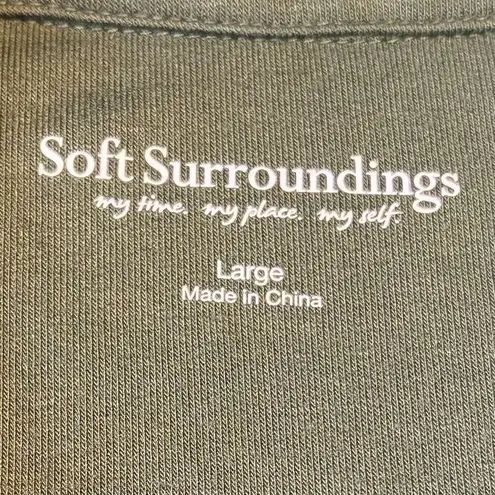 Soft Surroundings
my time. my place. my self.
Large
Made in China